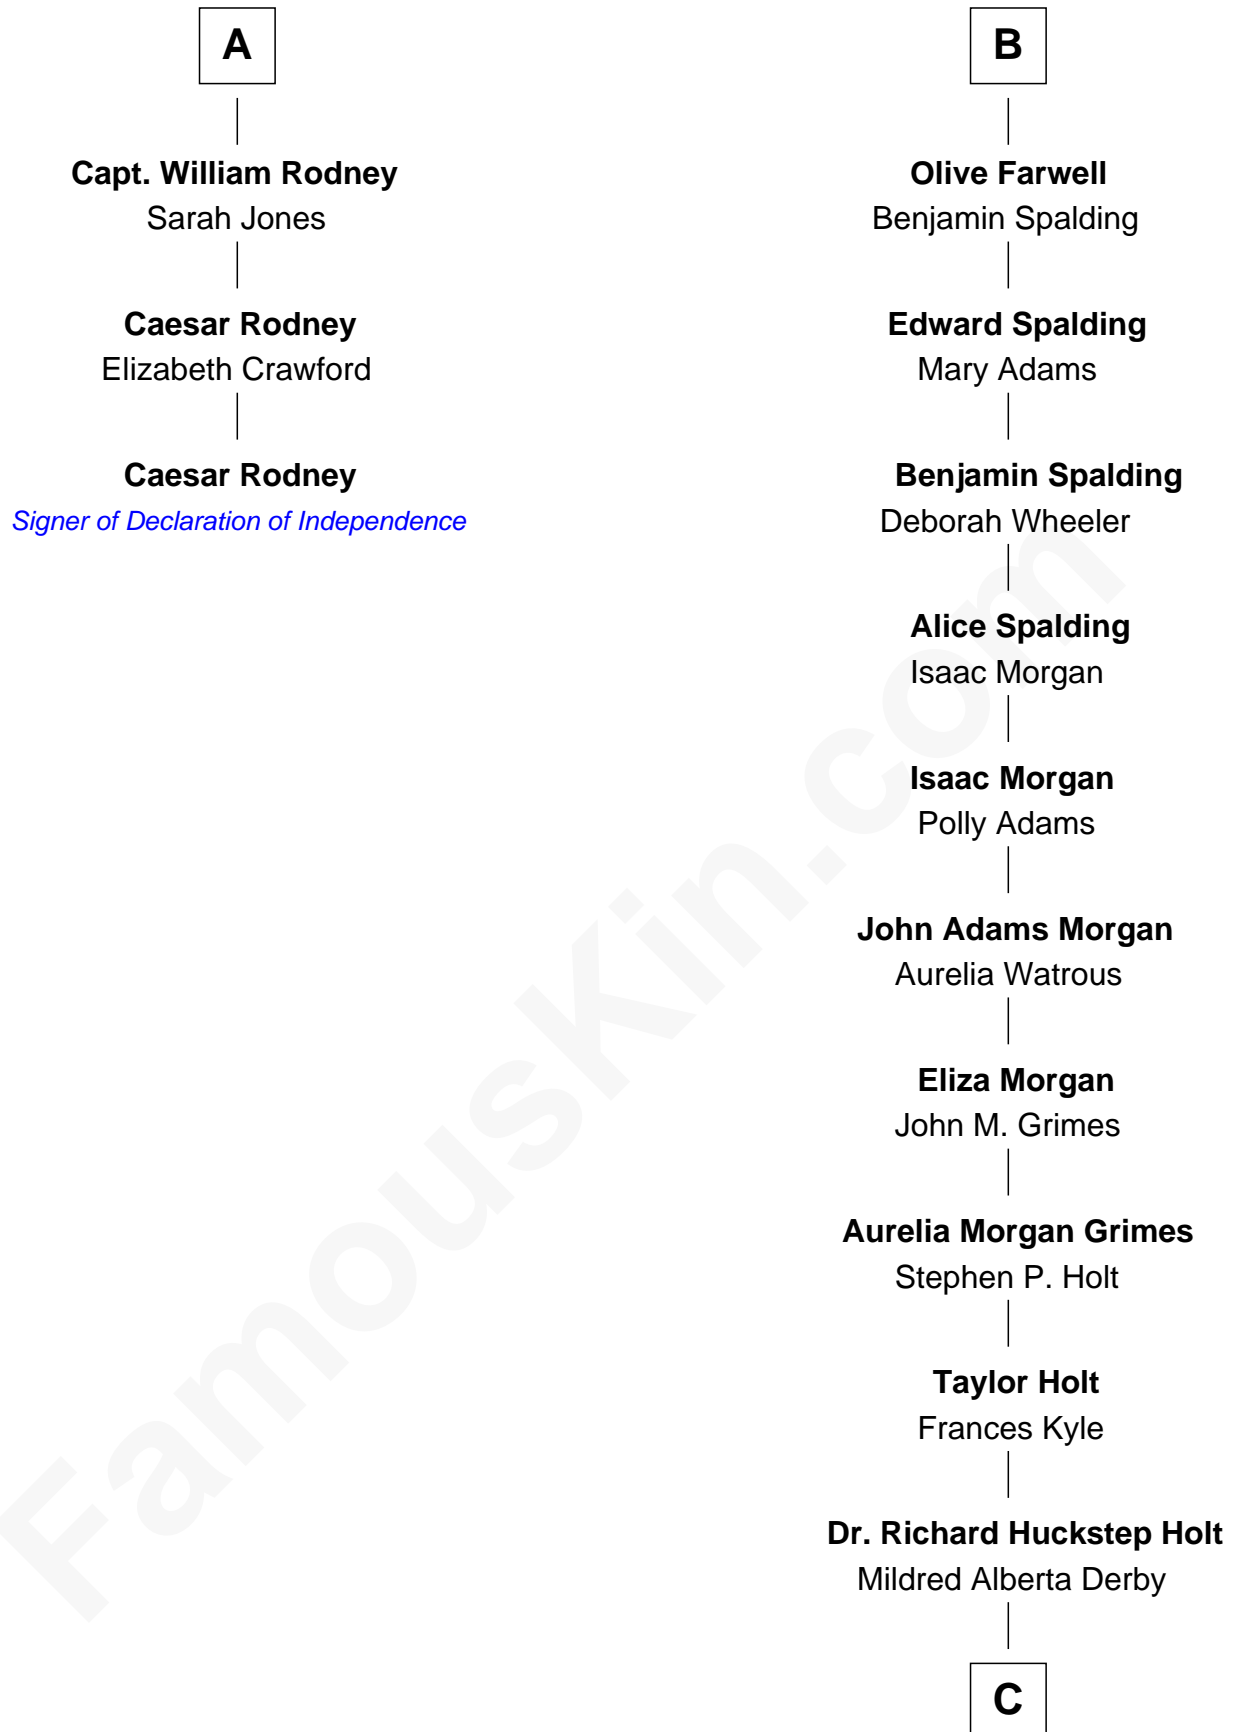 A
Capt. William Rodney
Sarah Jones
Caesar Rodney
Elizabeth Crawford
Caesar Rodney
Signer of Declaration of Independence
B
Olive Farwell
Benjamin Spalding
Edward Spalding
Mary Adams
Benjamin Spalding
Deborah Wheeler
Alice Spalding
Isaac Morgan
Isaac Morgan
Polly Adams
John Adams Morgan
Aurelia Watrous
Eliza Morgan
John M. Grimes
Aurelia Morgan Grimes
Stephen P. Holt
Taylor Holt
Frances Kyle
Dr. Richard Huckstep Holt
Mildred Alberta Derby
C
FamousKin.com